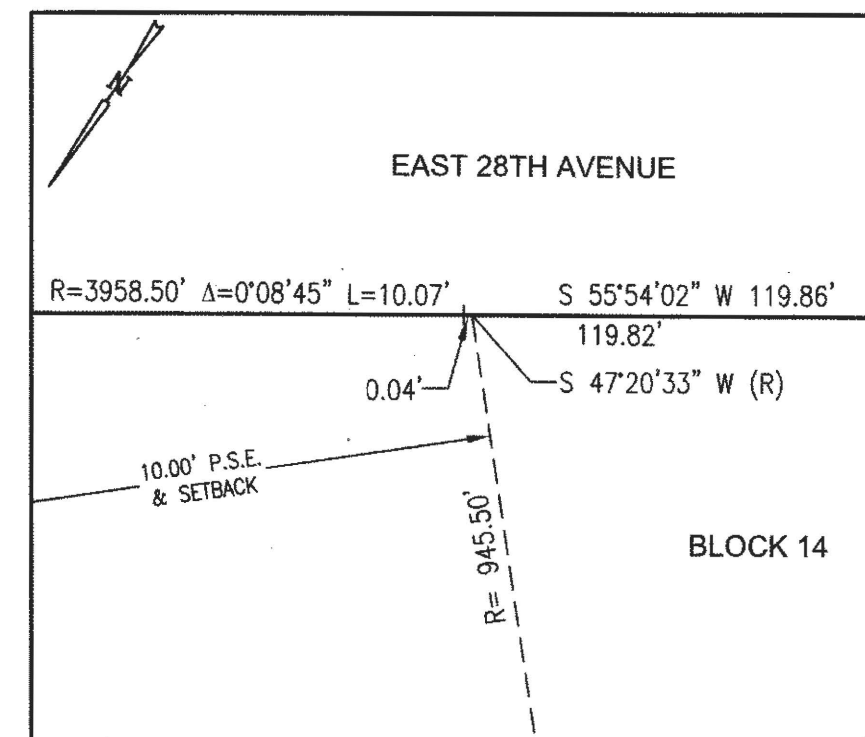 N
EAST 28TH AVENUE
R=3958.50' Δ=0°08'45" L=10.07'
S 55°54'02" W 119.86'
119.82'
0.04'
S 47°20'33" W (R)
10.00' P.S.E.
& SETBACK
R= 945.50'
BLOCK 14